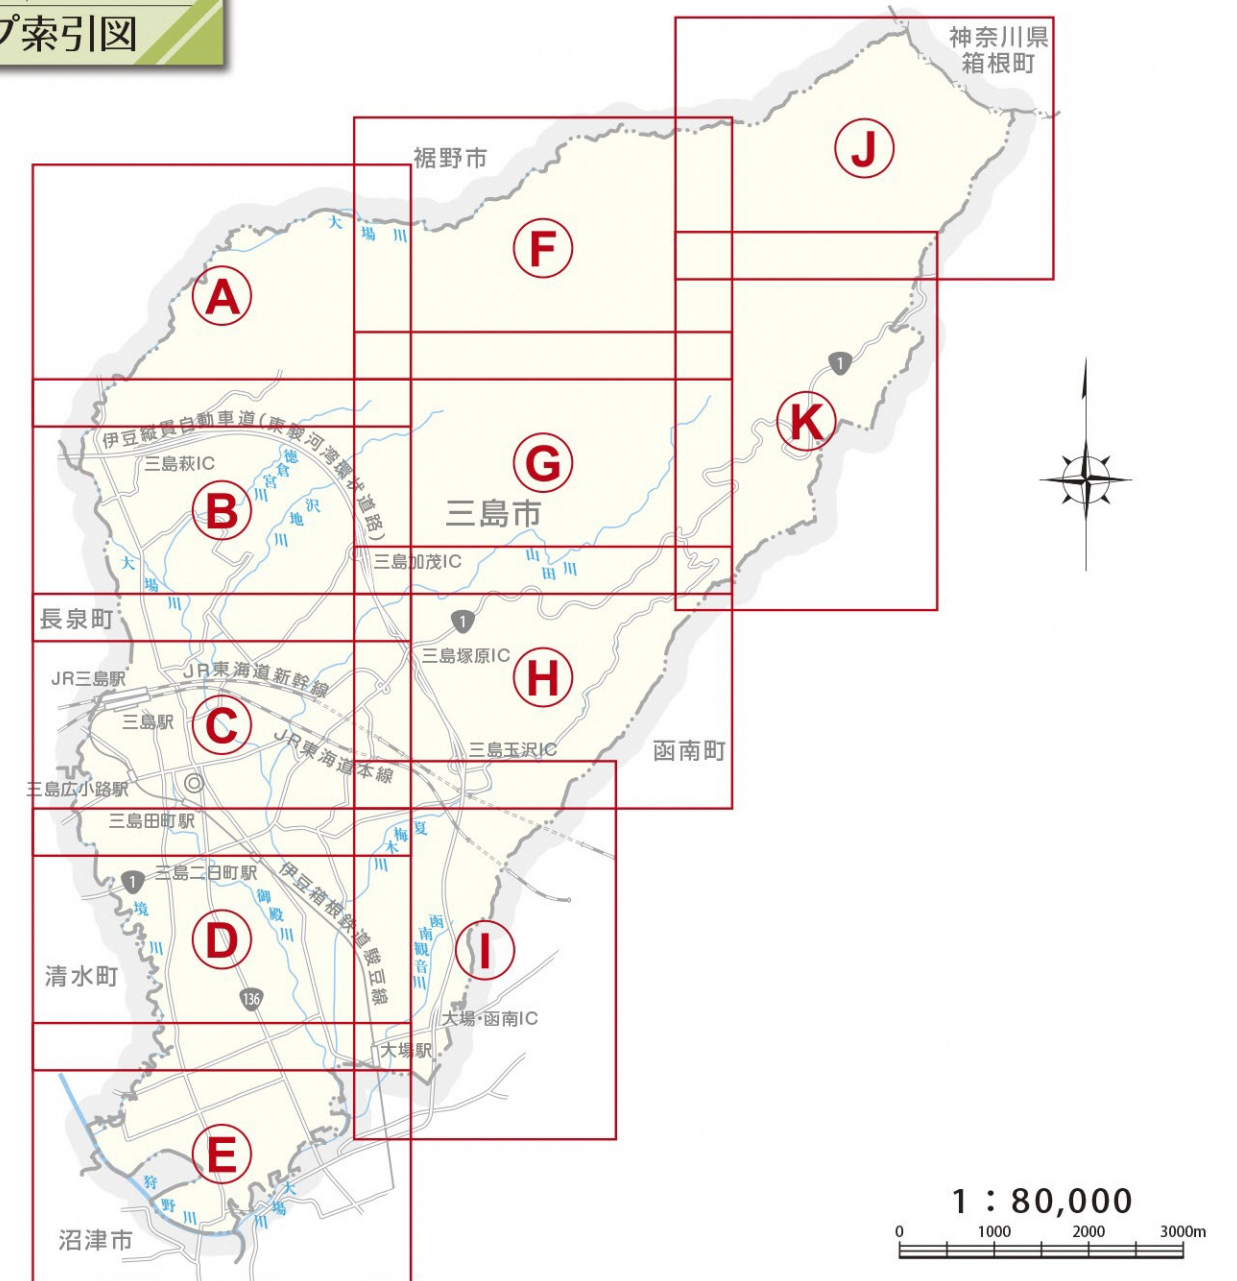 プ索引図
神奈川県
箱根町
裾野市
J
大場川
F
A
1
伊豆縦貫自動車道(東駿河湾環状道路)
K
三島萩IC
徳倉宮川
G
沢地川
B
三島市
大場川
三島加茂IC
山田川
長泉町
1
三島塚原IC
JR三島駅
JR東海道新幹線
H
三島駅
C
JR東海道本線
三島玉沢IC
函南町
三島広小路駅
三島田町駅
夏梅木川
三島二日町駅
伊豆箱根鉄道駿豆線
1
御殿川
境川
D
函南観音川
I
清水町
136
大場・函南IC
大場駅
E
狩野川
大場川
沼津市
1：80,000
0 1000 2000 3000m